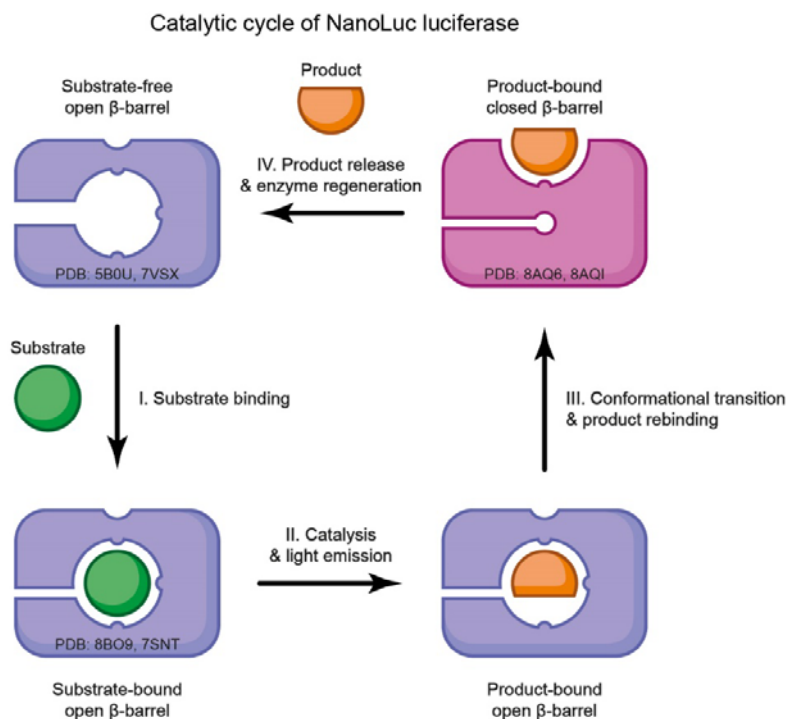 Catalytic cycle of NanoLuc luciferase
Substrate-free
open β-barrel
Product
Product-bound
closed β-barrel
IV. Product release
& enzyme regeneration
PDB: 5B0U, 7VSX
PDB: 8AQ6, 8AQI
Substrate
I. Substrate binding
III. Conformational transition
& product rebinding
II. Catalysis
& light emission
PDB: 8BO9, 7SNT
Substrate-bound
open β-barrel
Product-bound
open β-barrel